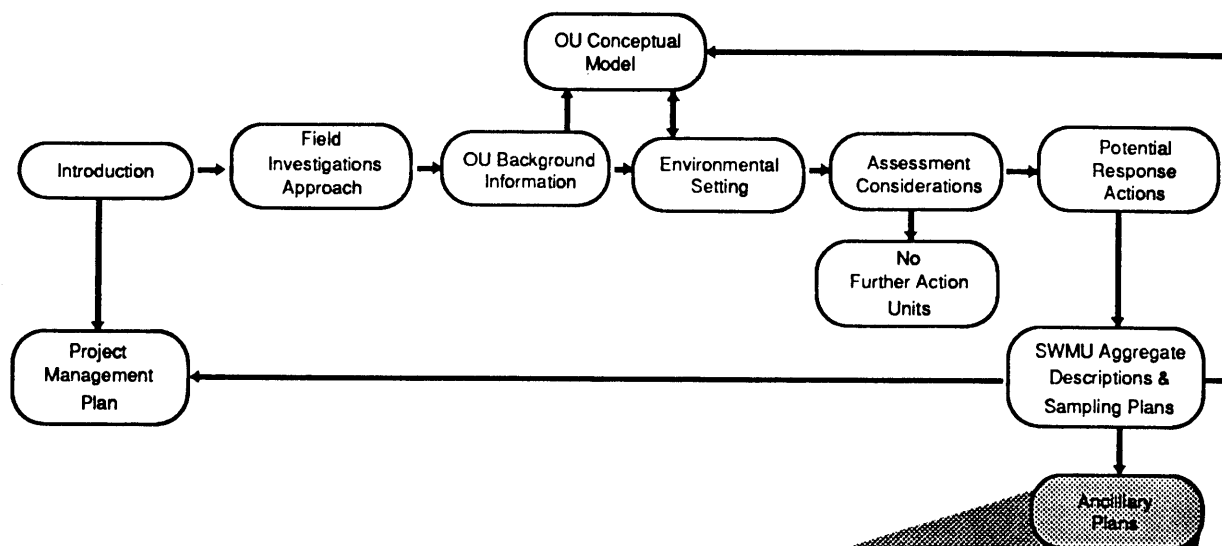 OU Conceptual
Model
Introduction
Field
Investigations
Approach
OU Background
Information
Environmental
Setting
Assessment
Considerations
Potential
Response
Actions
No
Further Action
Units
Project
Management
Plan
SWMU Aggregate
Descriptions &
Sampling Plans
Ancillary
Plans